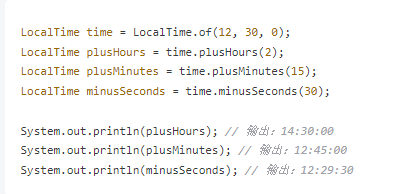 LocalTime time = LocalTime.of(12, 30, 0);
LocalTime plusHours = time.plusHours(2);
LocalTime plusMinutes = time.plusMinutes(15);
LocalTime minusSeconds = time.minusSeconds(30);
System.out.println(plusHours); // 输出：14:30:00
System.out.println(plusMinutes); // 输出：12:45:00
System.out.println(minusSeconds); // 输出：12:29:30